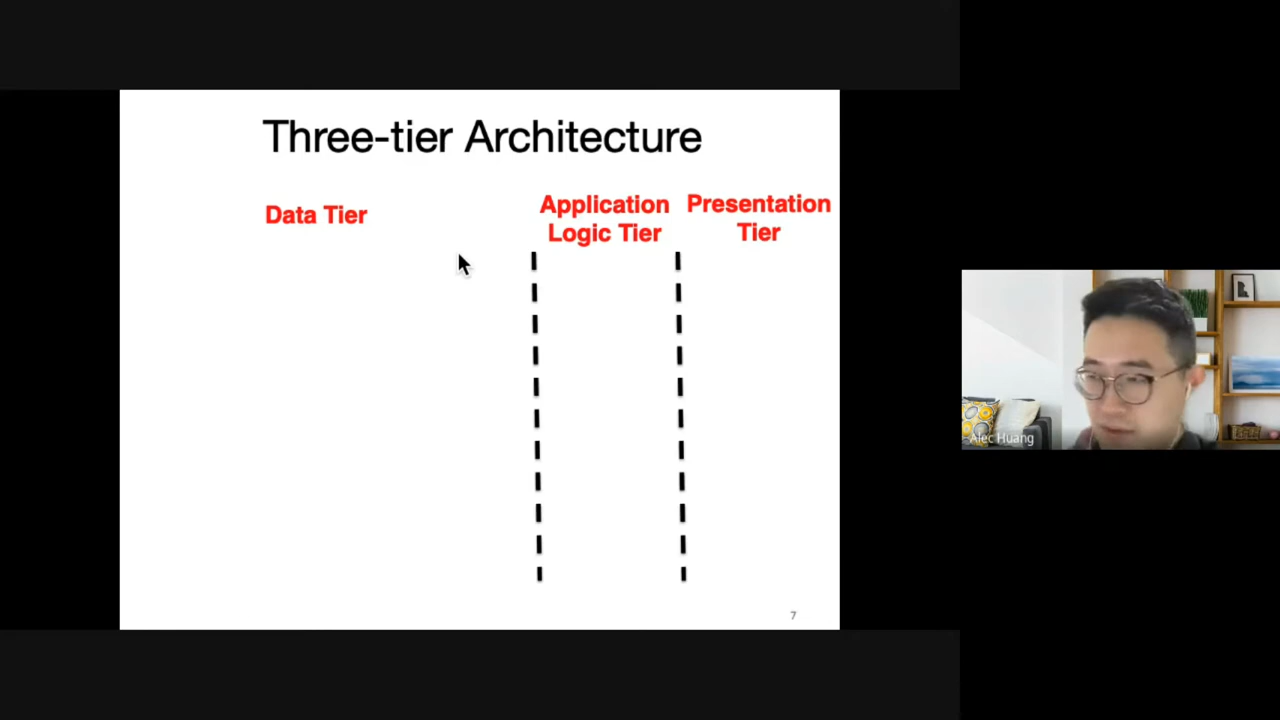 Three-tier Architecture
Data Tier
Application
Logic Tier
Presentation
Tier
Alec Huang
7